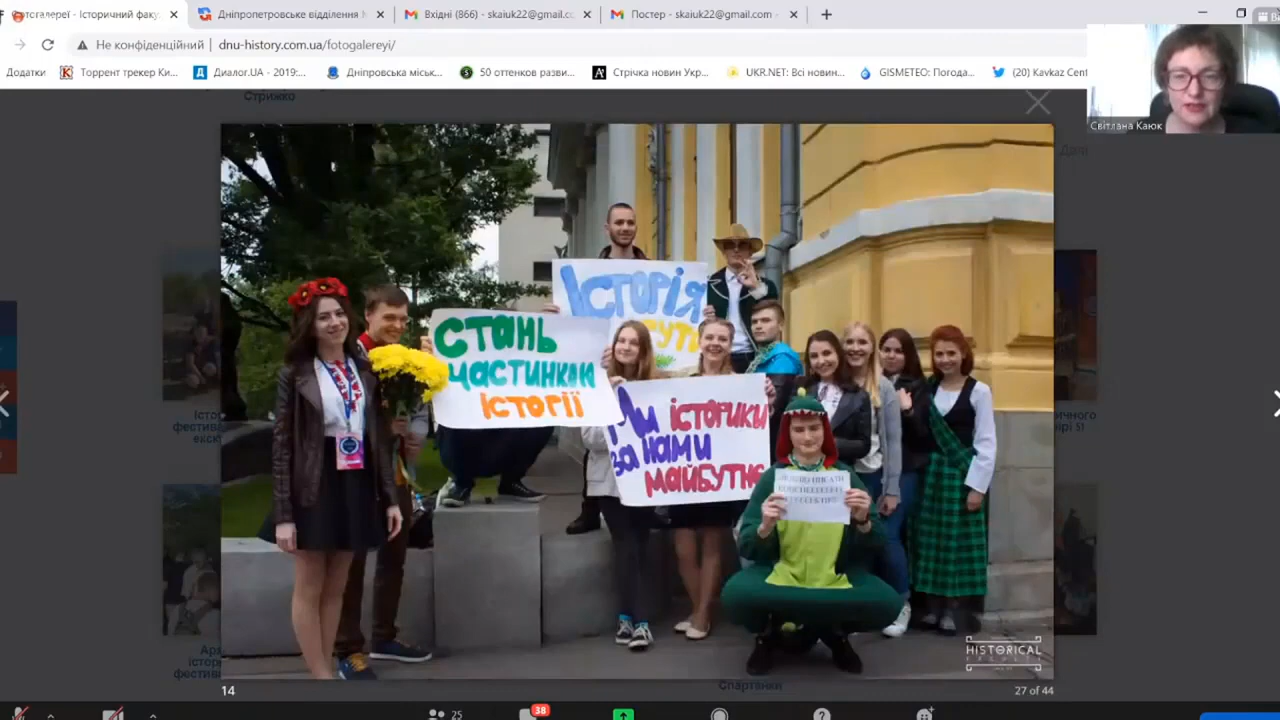 Фотогалереї - Історичний факу.
Дніпропетровське відділення М
Вхідні (866) - skaiuk22@gmail.co
Постер - skaiuk22@gmail.com -
Не конфіденційний
dnu-history.com.ua/fotogalereyi/
Додатки
Торрент трекер Ки...
Диалог.UA - 2019:...
Дніпровська міськ...
50 оттенков разви...
Стрічка новин Укр...
UKR.NET: Всі новин...
GISMETEO: Погода...
(20) Kavkaz Cent
Світлана Каюк
Стрижко
Історія
тут
Стань
частинкою
історії
Ми історики
за нами
майбутнє
HISTORICAL
14
27 of 44
Спартанки
25
38